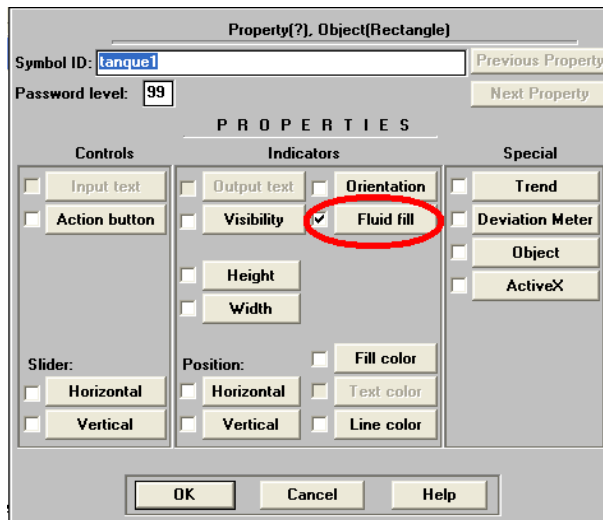 Property(?), Object(Rectangle)
Symbol ID: tanque1 Previous Property
Password level: 99 Next Property
P R O P E R T I E S
Controls Indicators Special
Input text Output text Orientation Trend
Action button Visibility Fluid fill Deviation Meter
Object
Height ActiveX
Width
Slider: Position: Fill color
Horizontal Horizontal Text color
Vertical Vertical Line color
OK Cancel Help